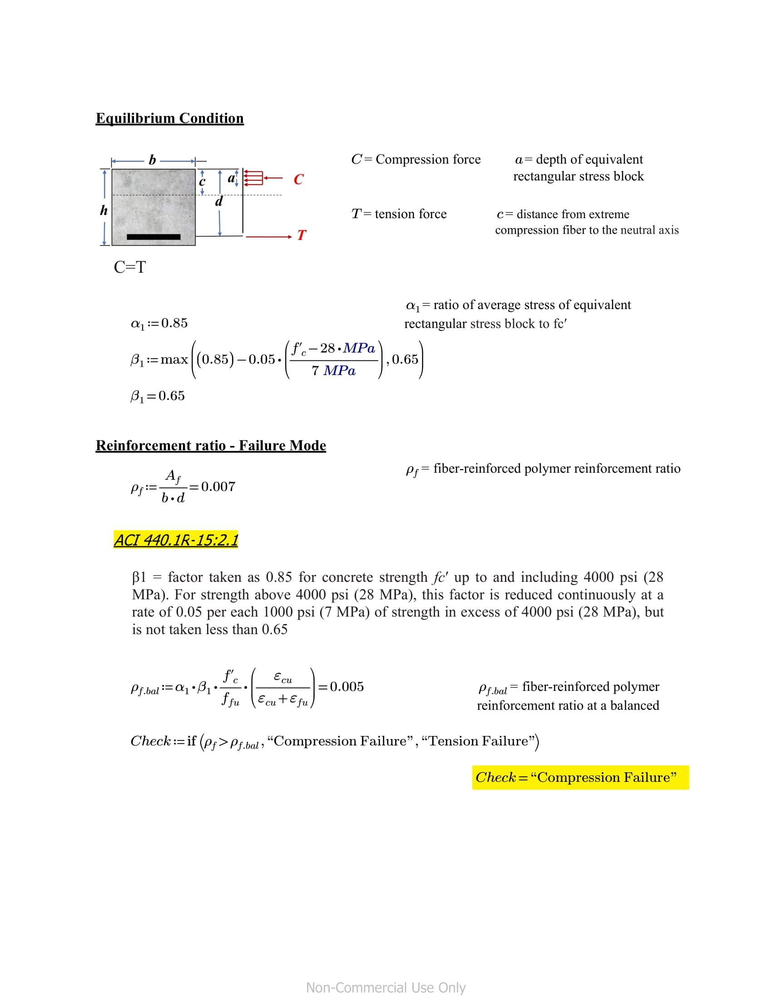 Equilibrium Condition
b
h
c
a
d
C
T
C= Compression force
a= depth of equivalent
rectangular stress block
T= tension force
c= distance from extreme
compression fiber to the neutral axis
C=T
α₁= ratio of average stress of equivalent
rectangular stress block to fc′
α₁:=0.85
β₁:=max((0.85)−0.05•((f′c−28•MPa)/(7 MPa)),0.65)
β₁=0.65
Reinforcement ratio - Failure Mode
ρf= fiber-reinforced polymer reinforcement ratio
ρf:=Af/(b•d)=0.007
ACI 440.1R-15:2.1
β1 = factor taken as 0.85 for concrete strength fc′ up to and including 4000 psi (28
MPa). For strength above 4000 psi (28 MPa), this factor is reduced continuously at a
rate of 0.05 per each 1000 psi (7 MPa) of strength in excess of 4000 psi (28 MPa), but
is not taken less than 0.65
ρf.bal:=α₁•β₁•(f′c/ffu)•(εcu/(εcu+εfu))=0.005
ρf.bal= fiber-reinforced polymer
reinforcement ratio at a balanced
Check:=if(ρf>ρf.bal,“Compression Failure”,“Tension Failure”)
Check=“Compression Failure”
Non-Commercial Use Only